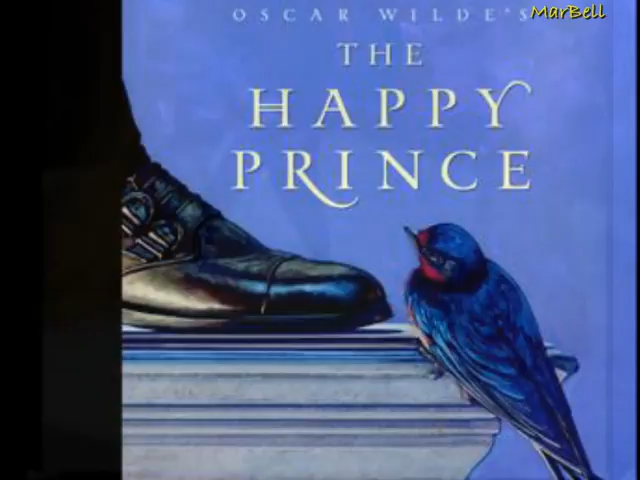 OSCAR WILDE'S
MarBell
THE
HAPPY
PRINCE